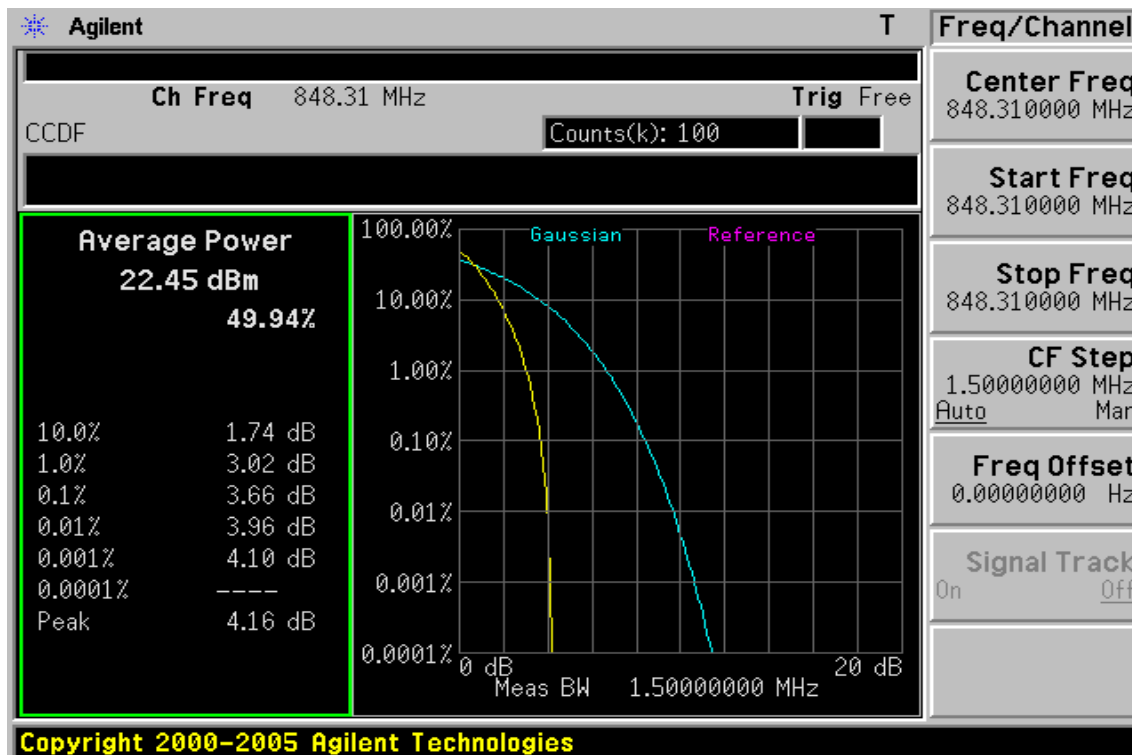 Agilent T
Ch Freq 848.31 MHz Trig Free
CCDF Counts(k): 100
Average Power
22.45 dBm
49.94%
10.0% 1.74 dB
1.0% 3.02 dB
0.1% 3.66 dB
0.01% 3.96 dB
0.001% 4.10 dB
0.0001% ----
Peak 4.16 dB
Gaussian Reference
100.00%
10.00%
1.00%
0.10%
0.01%
0.001%
0.0001%
0 dB 20 dB
Meas BW 1.50000000 MHz
Freq/Channel
Center Freq
848.310000 MHz
Start Freq
848.310000 MHz
Stop Freq
848.310000 MHz
CF Step
1.50000000 MHz
Auto Man
Freq Offset
0.00000000 Hz
Signal Track
On Off
Copyright 2000-2005 Agilent Technologies